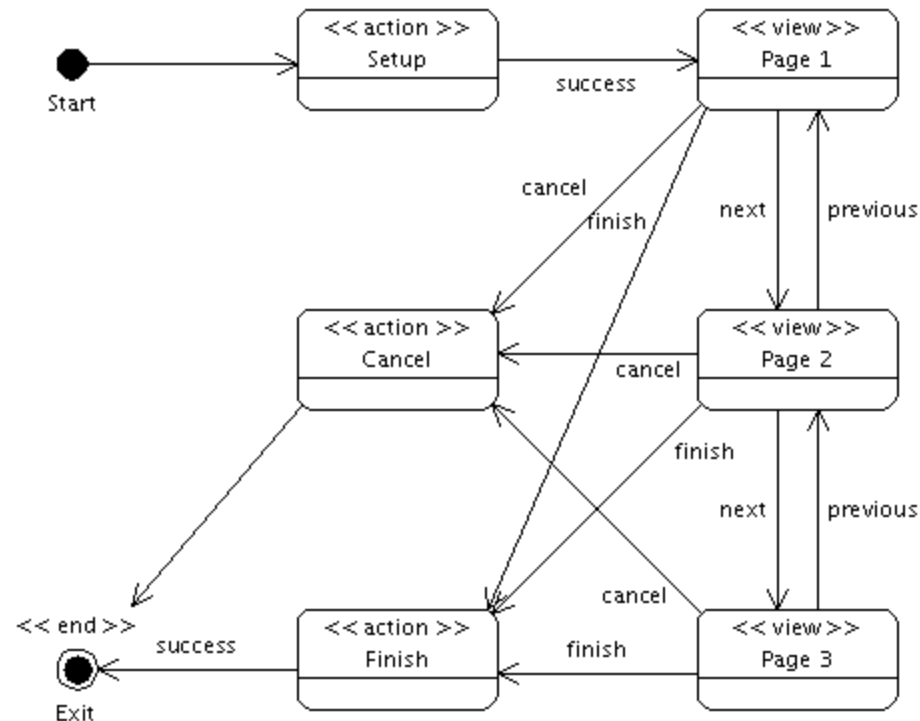 << action >>
Setup
<< view >>
Page 1
success
Start
cancel
finish
next
previous
<< action >>
Cancel
<< view >>
Page 2
cancel
finish
next
previous
cancel
<< end >>
<< action >>
Finish
<< view >>
Page 3
success
finish
Exit